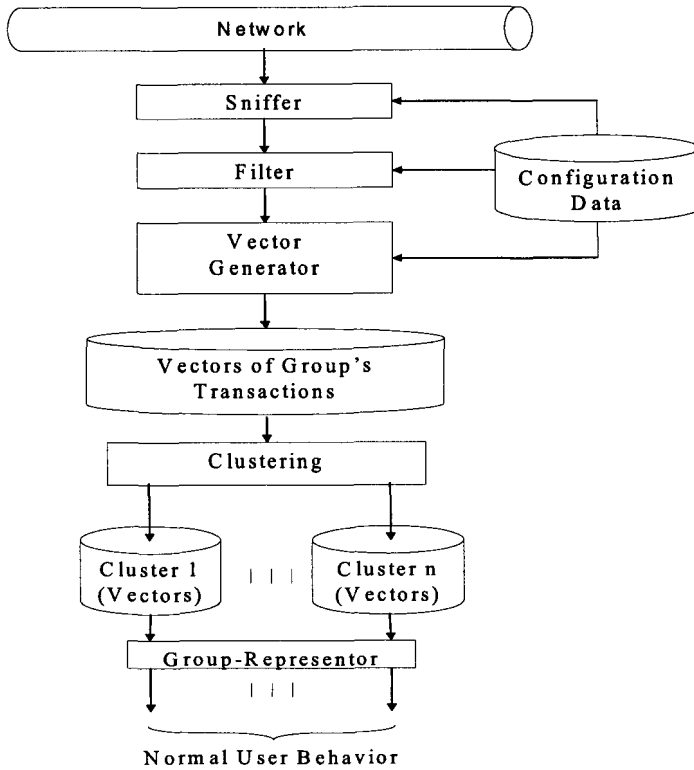 Network
Sniffer
Filter
Configuration
Data
Vector
Generator
Vectors of Group's
Transactions
Clustering
Cluster 1
(Vectors)
Cluster n
(Vectors)
Group-Representor
Normal User Behavior